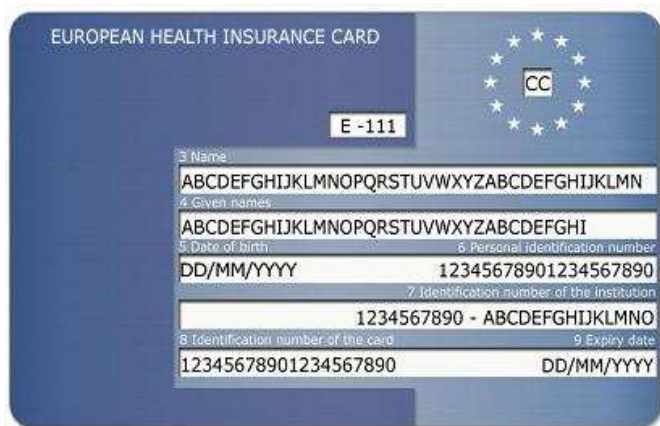 EUROPEAN HEALTH INSURANCE CARD
CC
E -111
3 Name
ABCDEFGHIJKLMNOPQRSTUVWXYZABCDEFGHIJKLMN
4 Given names
ABCDEFGHIJKLMNOPQRSTUVWXYZABCDEFGHI
5 Date of birth 6 Personal identification number
DD/MM/YYYY 12345678901234567890
7 Identification number of the institution
1234567890 - ABCDEFGHIJKLMNO
8 Identification number of the card 9 Expiry date
12345678901234567890 DD/MM/YYYY